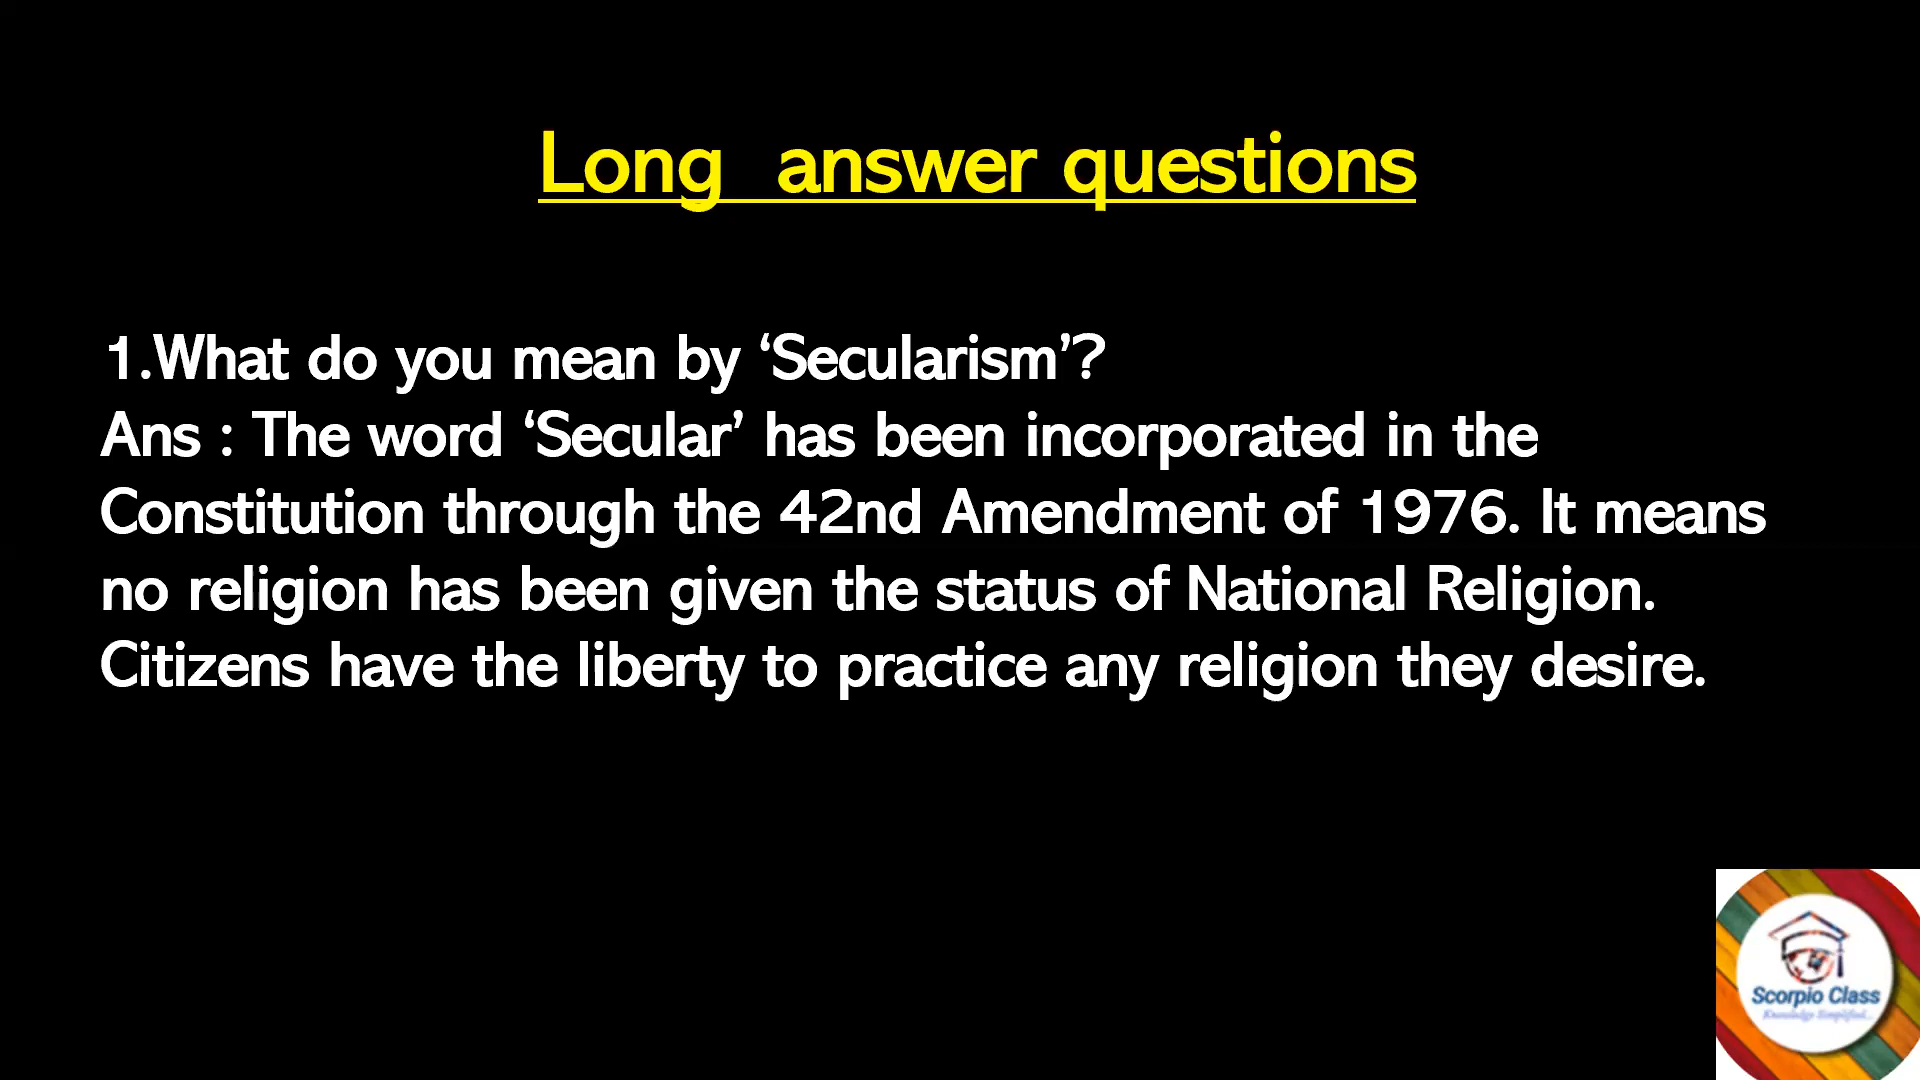 Long answer questions
1.What do you mean by ‘Secularism’?
Ans : The word ‘Secular’ has been incorporated in the
Constitution through the 42nd Amendment of 1976. It means
no religion has been given the status of National Religion.
Citizens have the liberty to practice any religion they desire.
Scorpio Class
Knowledge Simplified...